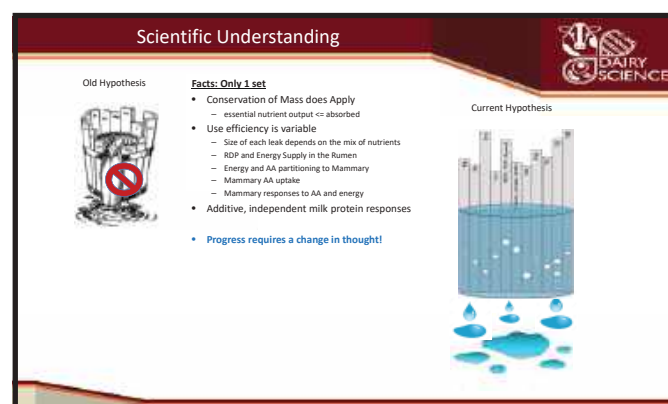 Scientific Understanding
DAIRY
SCIENCE
Old Hypothesis
Facts: Only 1 set
• Conservation of Mass does Apply
– essential nutrient output <= absorbed
• Use efficiency is variable
– Size of each leak depends on the mix of nutrients
– RDP and Energy Supply in the Rumen
– Energy and AA partitioning to Mammary
– Mammary AA uptake
– Mammary responses to AA and energy
• Additive, independent milk protein responses
• Progress requires a change in thought!
Current Hypothesis